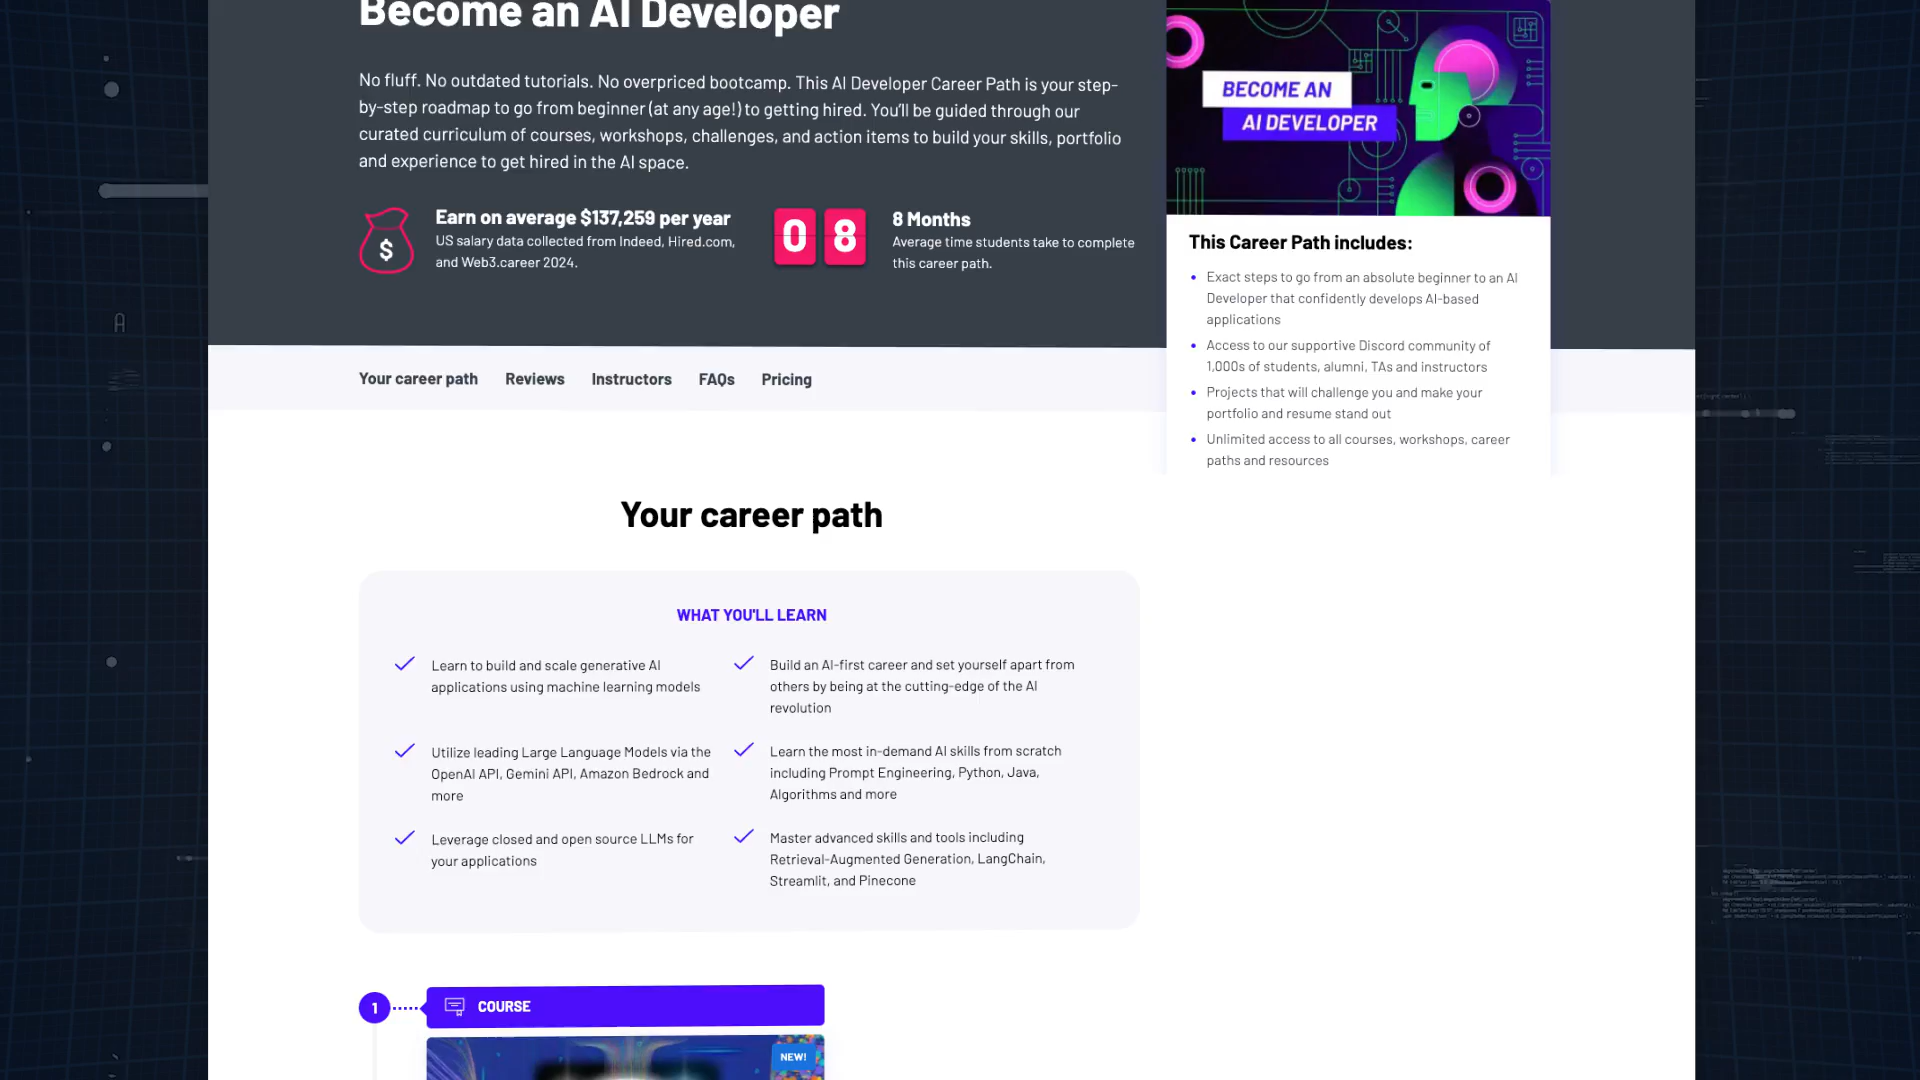 Become an AI Developer
No fluff. No outdated tutorials. No overpriced bootcamp. This AI Developer Career Path is your step-
by-step roadmap to go from beginner (at any age!) to getting hired. You'll be guided through our
curated curriculum of courses, workshops, challenges, and action items to build your skills, portfolio
and experience to get hired in the AI space.
$
Earn on average $137,259 per year
US salary data collected from Indeed, Hired.com,
and Web3.career 2024.
08
8 Months
Average time students take to complete
this career path.
BECOME AN
AI DEVELOPER
This Career Path includes:
Exact steps to go from an absolute beginner to an AI
Developer that confidently develops AI-based
applications
Access to our supportive Discord community of
1,000s of students, alumni, TAs and instructors
Projects that will challenge you and make your
portfolio and resume stand out
Unlimited access to all courses, workshops, career
paths and resources
Your career path Reviews Instructors FAQs Pricing
Your career path
WHAT YOU'LL LEARN
Learn to build and scale generative AI
applications using machine learning models
Build an AI-first career and set yourself apart from
others by being at the cutting-edge of the AI
revolution
Utilize leading Large Language Models via the
OpenAI API, Gemini API, Amazon Bedrock and
more
Learn the most in-demand AI skills from scratch
including Prompt Engineering, Python, Java,
Algorithms and more
Leverage closed and open source LLMs for
your applications
Master advanced skills and tools including
Retrieval-Augmented Generation, LangChain,
Streamlit, and Pinecone
1
COURSE
NEW!